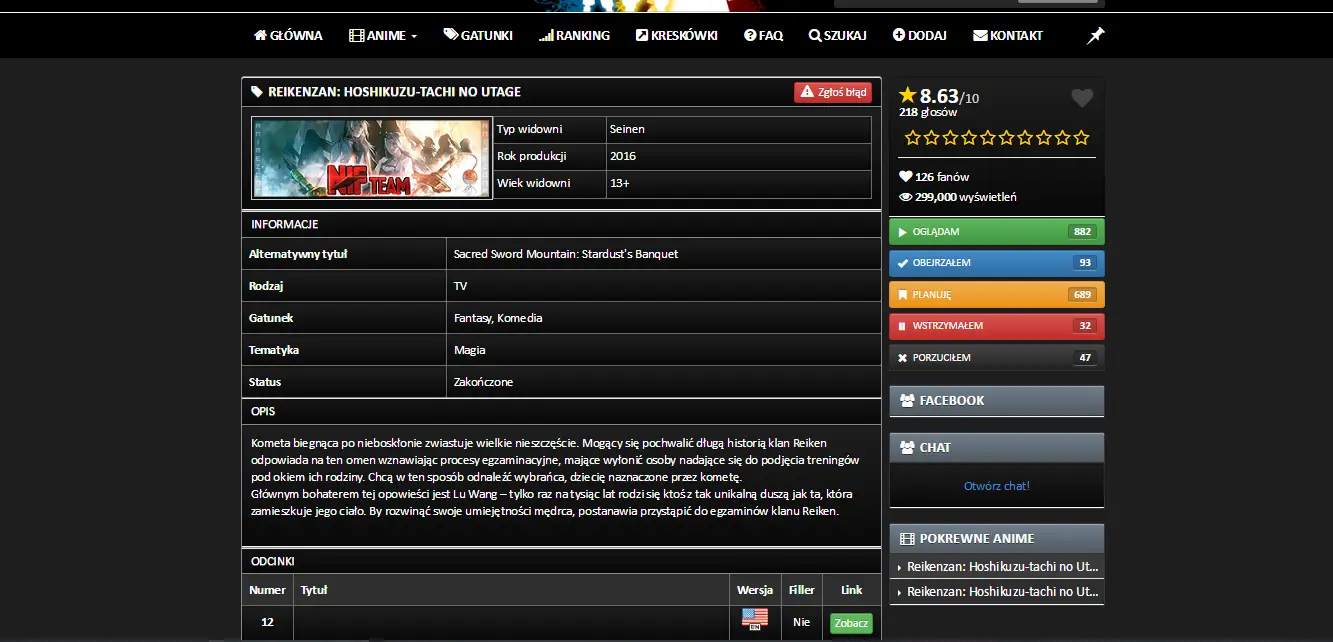 GŁÓWNA ANIME GATUNKI RANKING KRESKÓWKI FAQ SZUKAJ DODAJ KONTAKT
REIKENZAN: HOSHIKUZU-TACHI NO UTAGE
Zgłoś błąd
NIF TEAM
Typ widowni Seinen
Rok produkcji 2016
Wiek widowni 13+
INFORMACJE
Alternatywny tytuł Sacred Sword Mountain: Stardust's Banquet
Rodzaj TV
Gatunek Fantasy, Komedia
Tematyka Magia
Status Zakończone
OPIS
Kometa biegnąca po nieboskłonie zwiastuje wielkie nieszczęście. Mogący się pochwalić długą historią klan Reiken
odpowiada na ten omen wznawiając procesy egzaminacyjne, mające wyłonić osoby nadające się do podjęcia treningów
pod okiem ich rodziny. Chcą w ten sposób odnaleźć wybrańca, dziecię naznaczone przez kometę.
Głównym bohaterem tej opowieści jest Lu Wang – tylko raz na tysiąc lat rodzi się ktoś z tak unikalną duszą jak ta, która
zamieszkuje jego ciało. By rozwinąć swoje umiejętności mędrca, postanawia przystąpić do egzaminów klanu Reiken.
ODCINKI
Numer Tytuł Wersja Filler Link
12 EN Nie Zobacz
8.63/10
218 głosów
126 fanów
299,000 wyświetleń
OGLĄDAM 882
OBEJRZAŁEM 93
PLANUJĘ 689
WSTRZYMAŁEM 32
PORZUCIŁEM 47
FACEBOOK
CHAT
Otwórz chat!
POKREWNE ANIME
Reikenzan: Hoshikuzu-tachi no Ut...
Reikenzan: Hoshikuzu-tachi no Ut...